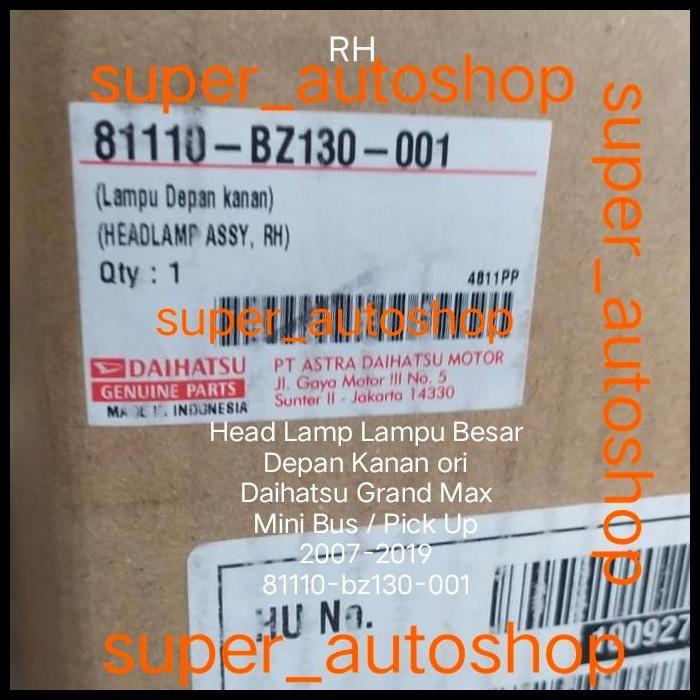 RH
super_autoshop
81110-BZ130-001
(Lampu Depan kanan)
(HEADLAMP ASSY, RH)
Qty : 1
4811PP
super_autoshop
DAIHATSU
GENUINE PARTS
MADE IN INDONESIA
PT ASTRA DAIHATSU MOTOR
Jl. Gaya Motor III No. 5
Sunter II - Jakarta 14330
super_autoshop
Head Lamp Lampu Besar
Depan Kanan ori
Daihatsu Grand Max
Mini Bus / Pick Up
2007-2019
81110-bz130-001
HU No.
super_autoshop